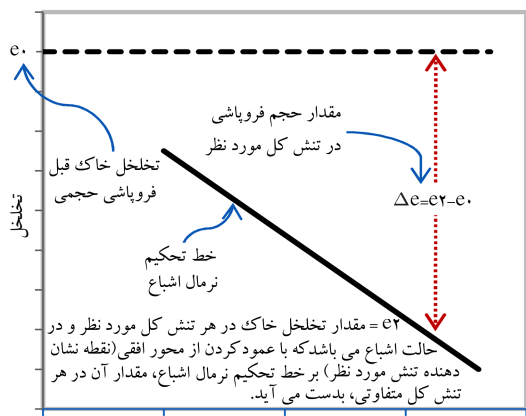 e۰
مقدار حجم فروپاشی
در تنش کل مورد نظر
تخلخل خاک قبل
فروپاشی حجمی
Δe=e۲-e۰
تخلخل
خط تحکیم
نرمال اشباع
e۲ = مقدار تخلخل خاک در هر تنش کل مورد نظر و در
حالت اشباع می باشدکه با عمودکردن از محور افقی(نقطه نشان
دهنده تنش مورد نظر) بر خط تحکیم نرمال اشباع، مقدار آن در هر
تنش کل متفاوتی، بدست می آید.